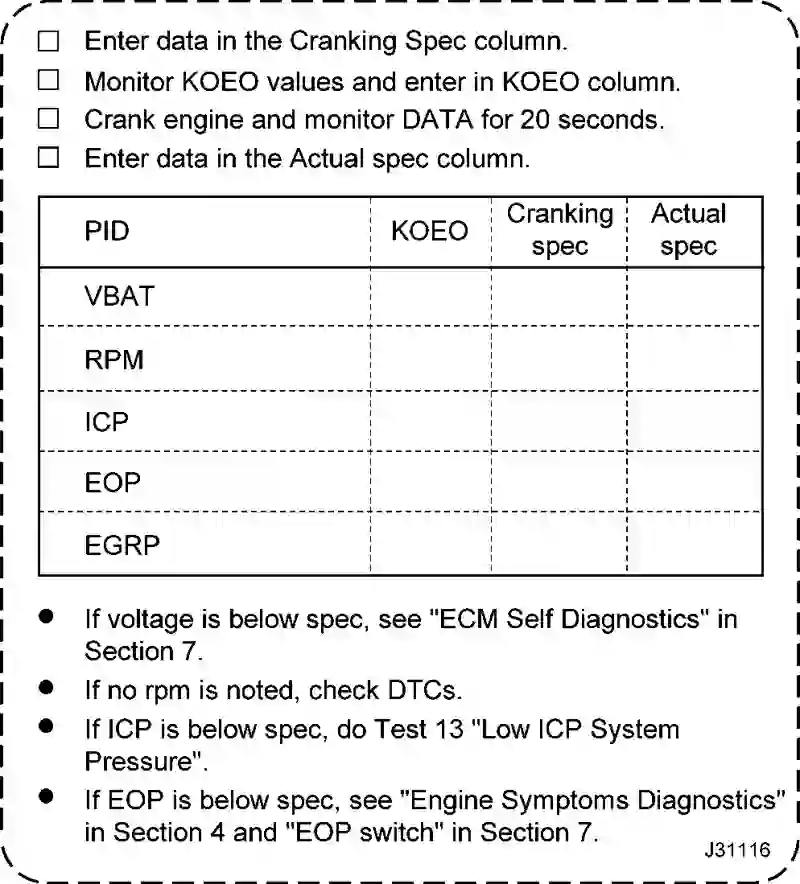 ☐ Enter data in the Cranking Spec column.
☐ Monitor KOEO values and enter in KOEO column.
☐ Crank engine and monitor DATA for 20 seconds.
☐ Enter data in the Actual spec column.
PID KOEO Cranking spec Actual spec
VBAT
RPM
ICP
EOP
EGRP
● If voltage is below spec, see "ECM Self Diagnostics" in
Section 7.
● If no rpm is noted, check DTCs.
● If ICP is below spec, do Test 13 "Low ICP System
Pressure".
● If EOP is below spec, see "Engine Symptoms Diagnostics"
in Section 4 and "EOP switch" in Section 7.
J31116